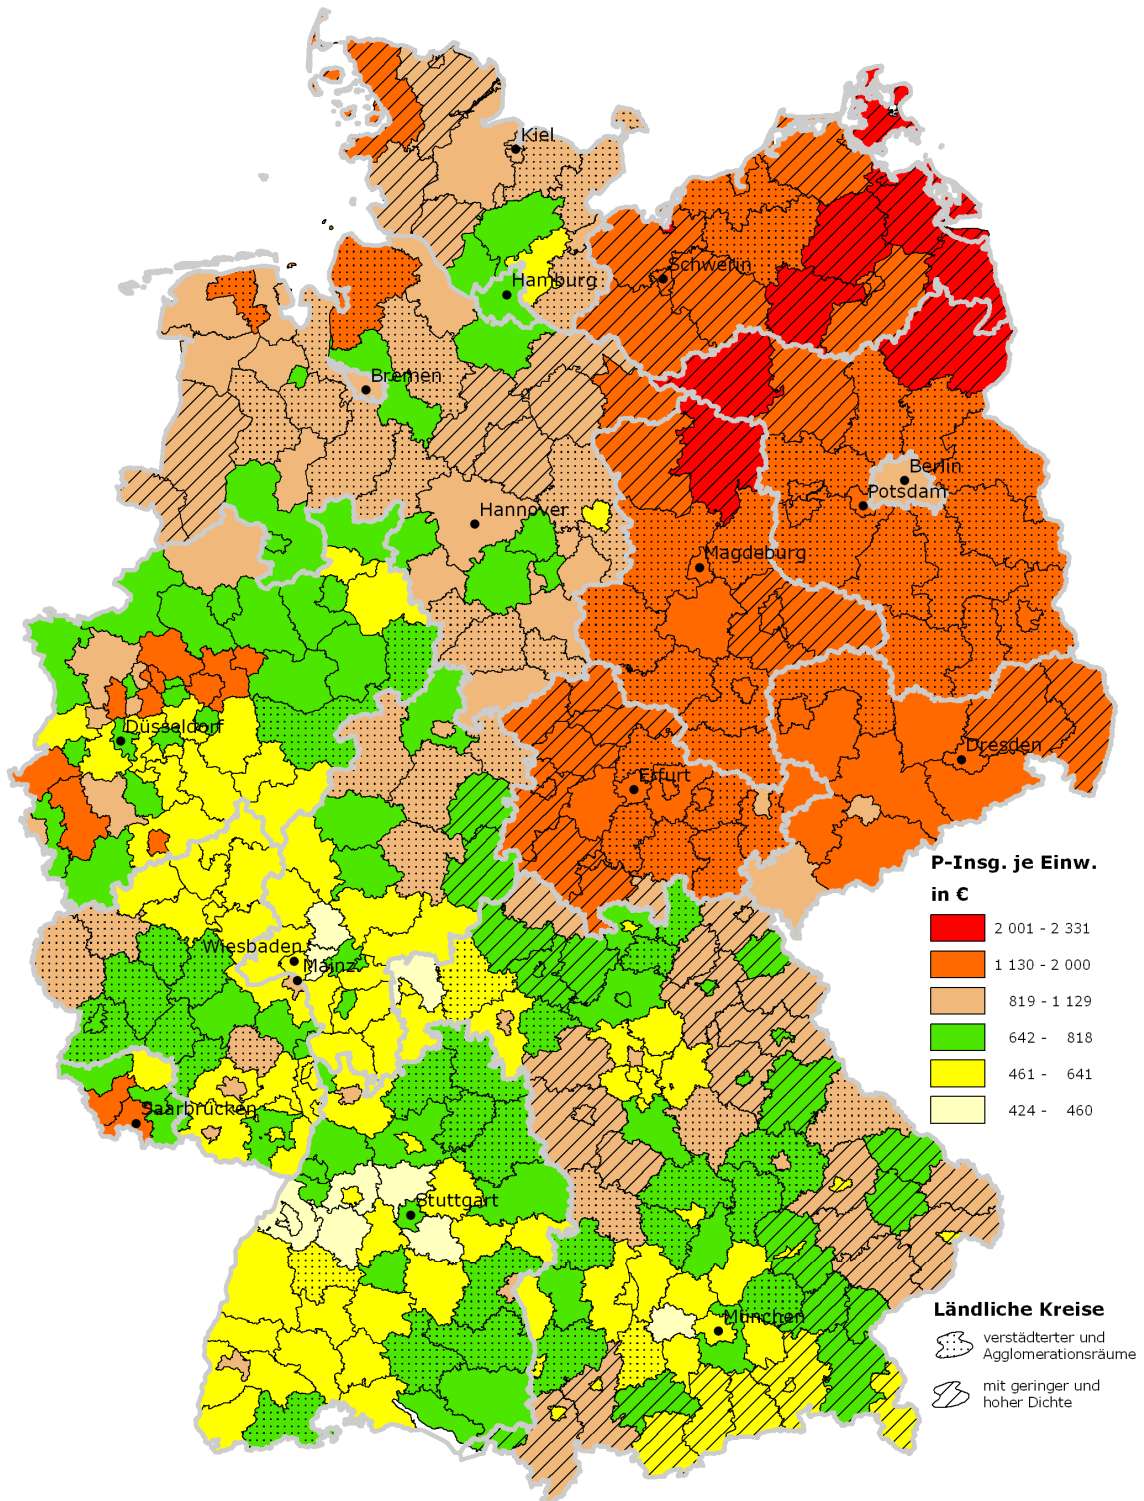 Kiel
Schwerin
Hamburg
Bremen
Berlin
Potsdam
Hannover
Magdeburg
Düsseldorf
Dresden
Erfurt
P-Insg. je Einw.
in €
2 001 - 2 331
1 130 - 2 000
819 - 1 129
642 - 818
461 - 641
424 - 460
Wiesbaden
Mainz
Saarbrücken
Stuttgart
München
Ländliche Kreise
verstädterter und
Agglomerationsräume
mit geringer und
hoher Dichte